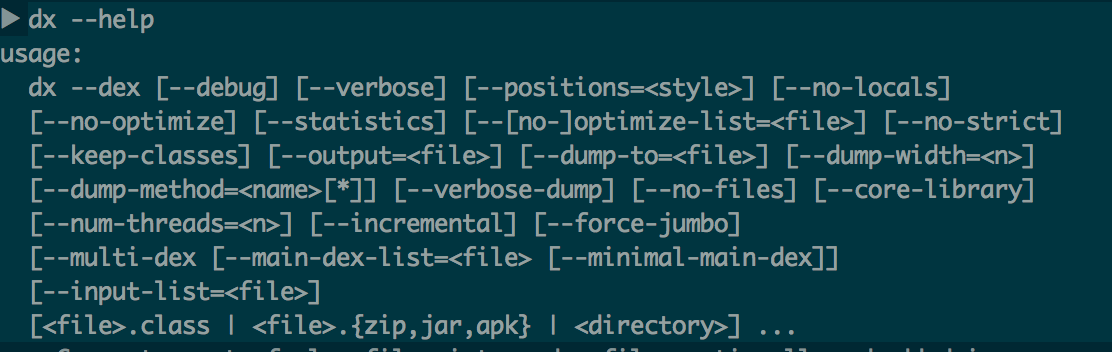 ▶ dx --help
usage:
dx --dex [--debug] [--verbose] [--positions=<style>] [--no-locals]
[--no-optimize] [--statistics] [--[no-]optimize-list=<file>] [--no-strict]
[--keep-classes] [--output=<file>] [--dump-to=<file>] [--dump-width=<n>]
[--dump-method=<name>[*]] [--verbose-dump] [--no-files] [--core-library]
[--num-threads=<n>] [--incremental] [--force-jumbo]
[--multi-dex [--main-dex-list=<file> [--minimal-main-dex]]
[--input-list=<file>]
[<file>.class | <file>.{zip,jar,apk} | <directory>] ...